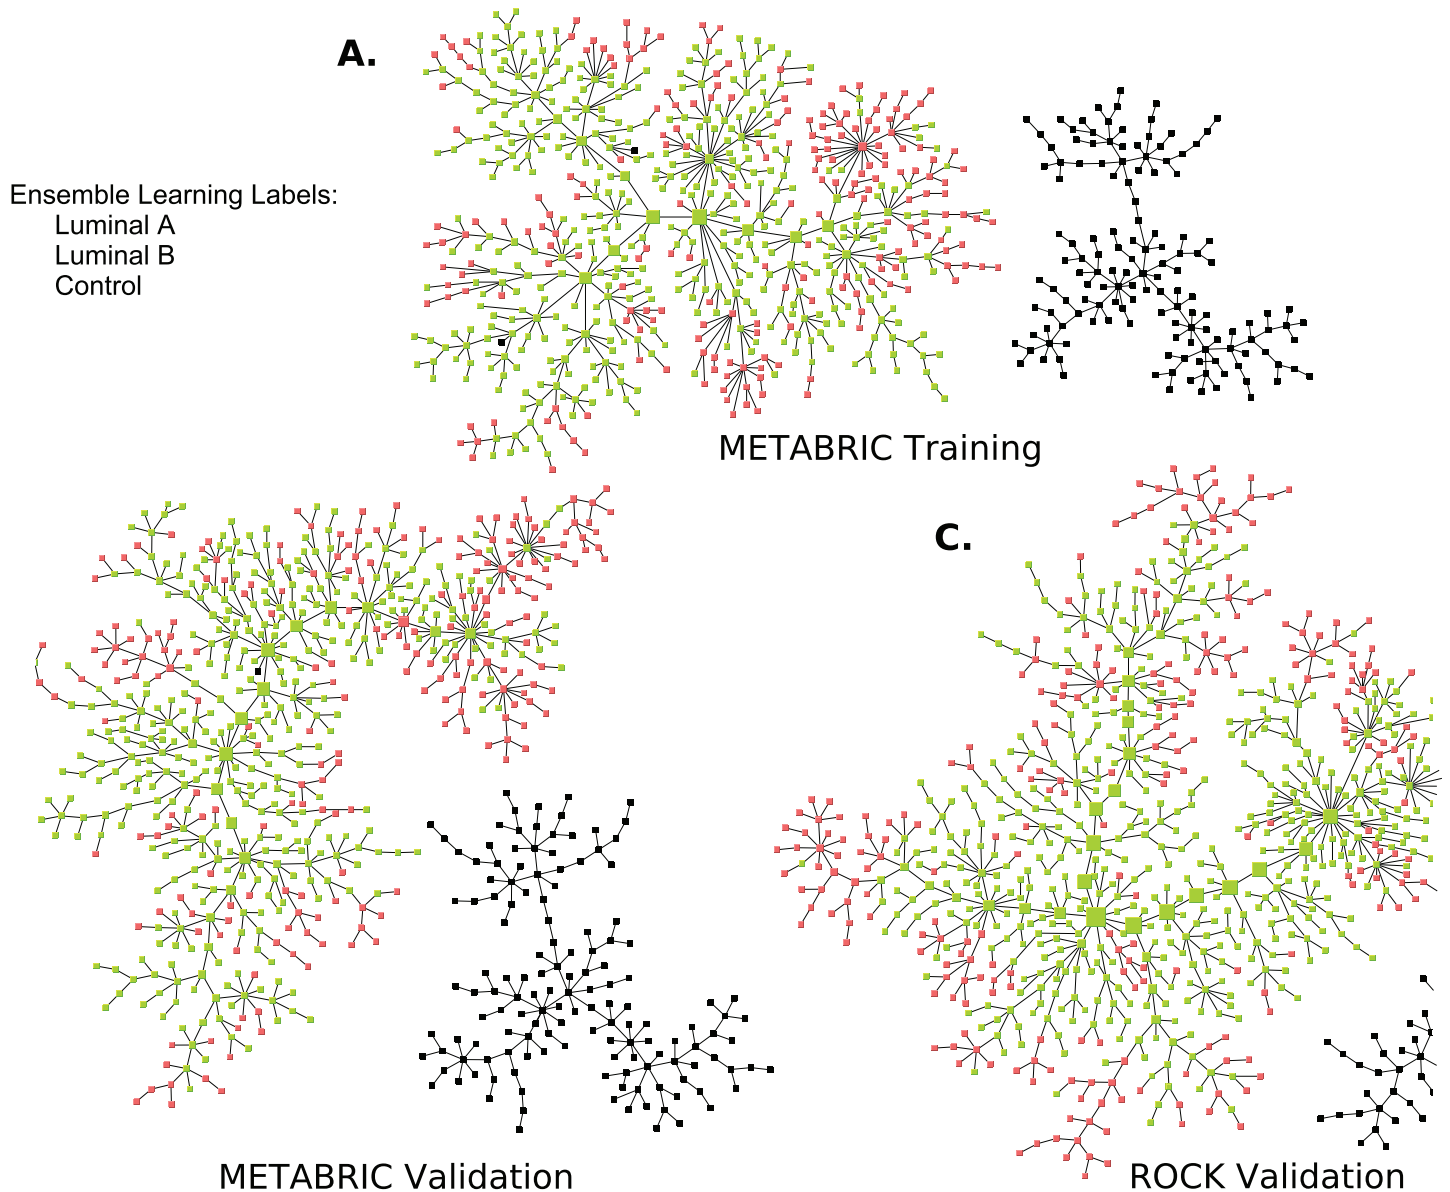 A.
Ensemble Learning Labels:
Luminal A
Luminal B
Control
METABRIC Training
C.
METABRIC Validation
ROCK Validation